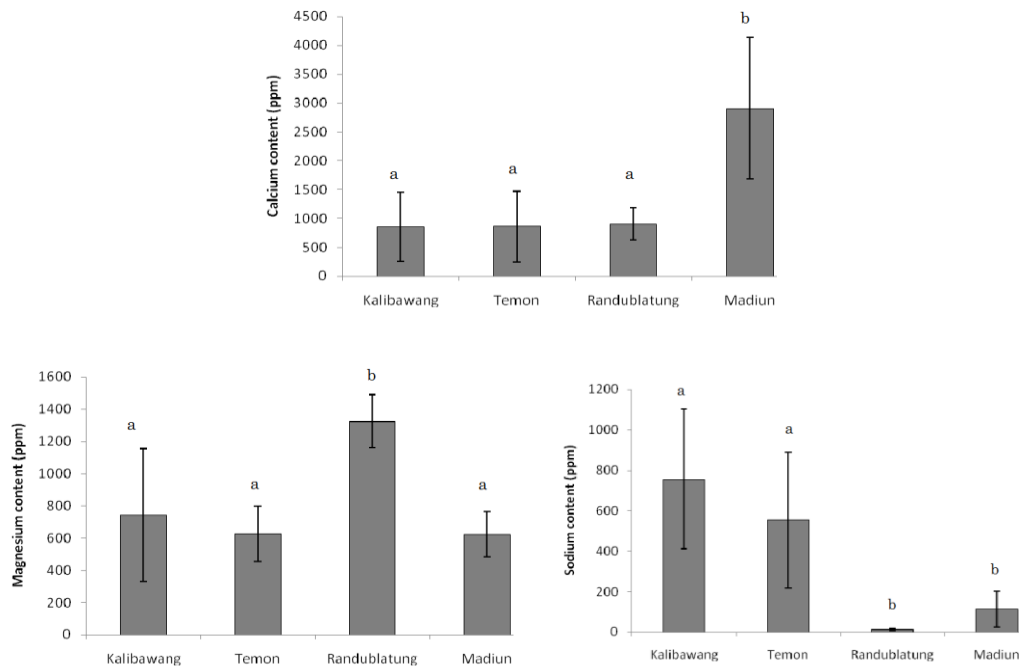 Calcium content (ppm)
4500
4000
3500
3000
2500
2000
1500
1000
500
0
a
a
a
b
Kalibawang Temon Randublatung Madiun
Magnesium content (ppm)
1600
1400
1200
1000
800
600
400
200
0
a
a
b
a
Kalibawang Temon Randublatung Madiun
Sodium content (ppm)
1200
1000
800
600
400
200
0
a
a
b
b
Kalibawang Temon Randublatung Madiun